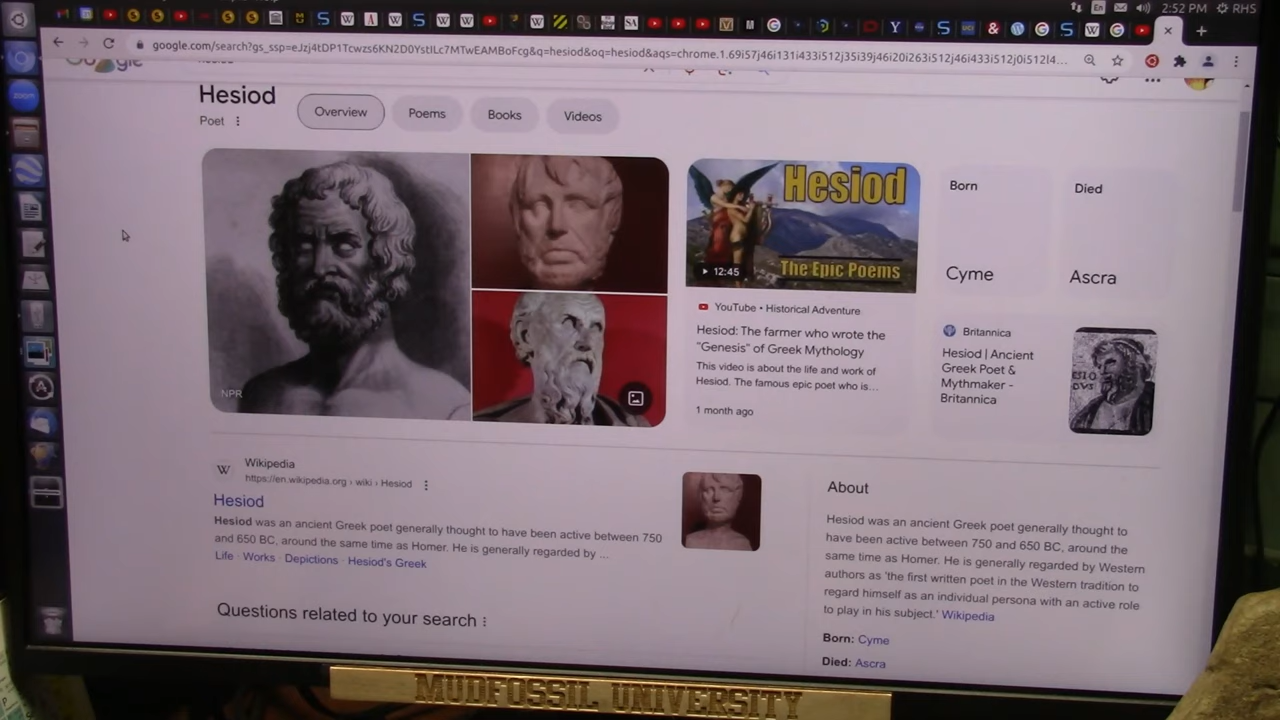 En
2:52 PM
RHS
google.com/search?gs_ssp=eJzj4tDP1Tcwzs6KN2D0YstILc7MTwEAMBoFcg&q=hesiod&oq=hesiod&aqs=chrome.1.69i57j46i131i433i512j35i39j46i20i263i512j46i433i512j0i512l4...
Hesiod
Poet
Overview
Poems
Books
Videos
NPR
Hesiod
The Epic Poems
12:45
YouTube • Historical Adventure
Hesiod: The farmer who wrote the
"Genesis" of Greek Mythology
This video is about the life and work of
Hesiod. The famous epic poet who is...
1 month ago
Born
Cyme
Died
Ascra
Britannica
Hesiod | Ancient
Greek Poet &
Mythmaker -
Britannica
W
Wikipedia
https://en.wikipedia.org › wiki › Hesiod
Hesiod
Hesiod was an ancient Greek poet generally thought to have been active between 750
and 650 BC, around the same time as Homer. He is generally regarded by ...
Life · Works · Depictions · Hesiod's Greek
Questions related to your search
About
Hesiod was an ancient Greek poet generally thought to
have been active between 750 and 650 BC, around the
same time as Homer. He is generally regarded by Western
authors as 'the first written poet in the Western tradition to
regard himself as an individual persona with an active role
to play in his subject.' Wikipedia
Born: Cyme
Died: Ascra
zoom
MUDFOSSIL UNIVERSITY